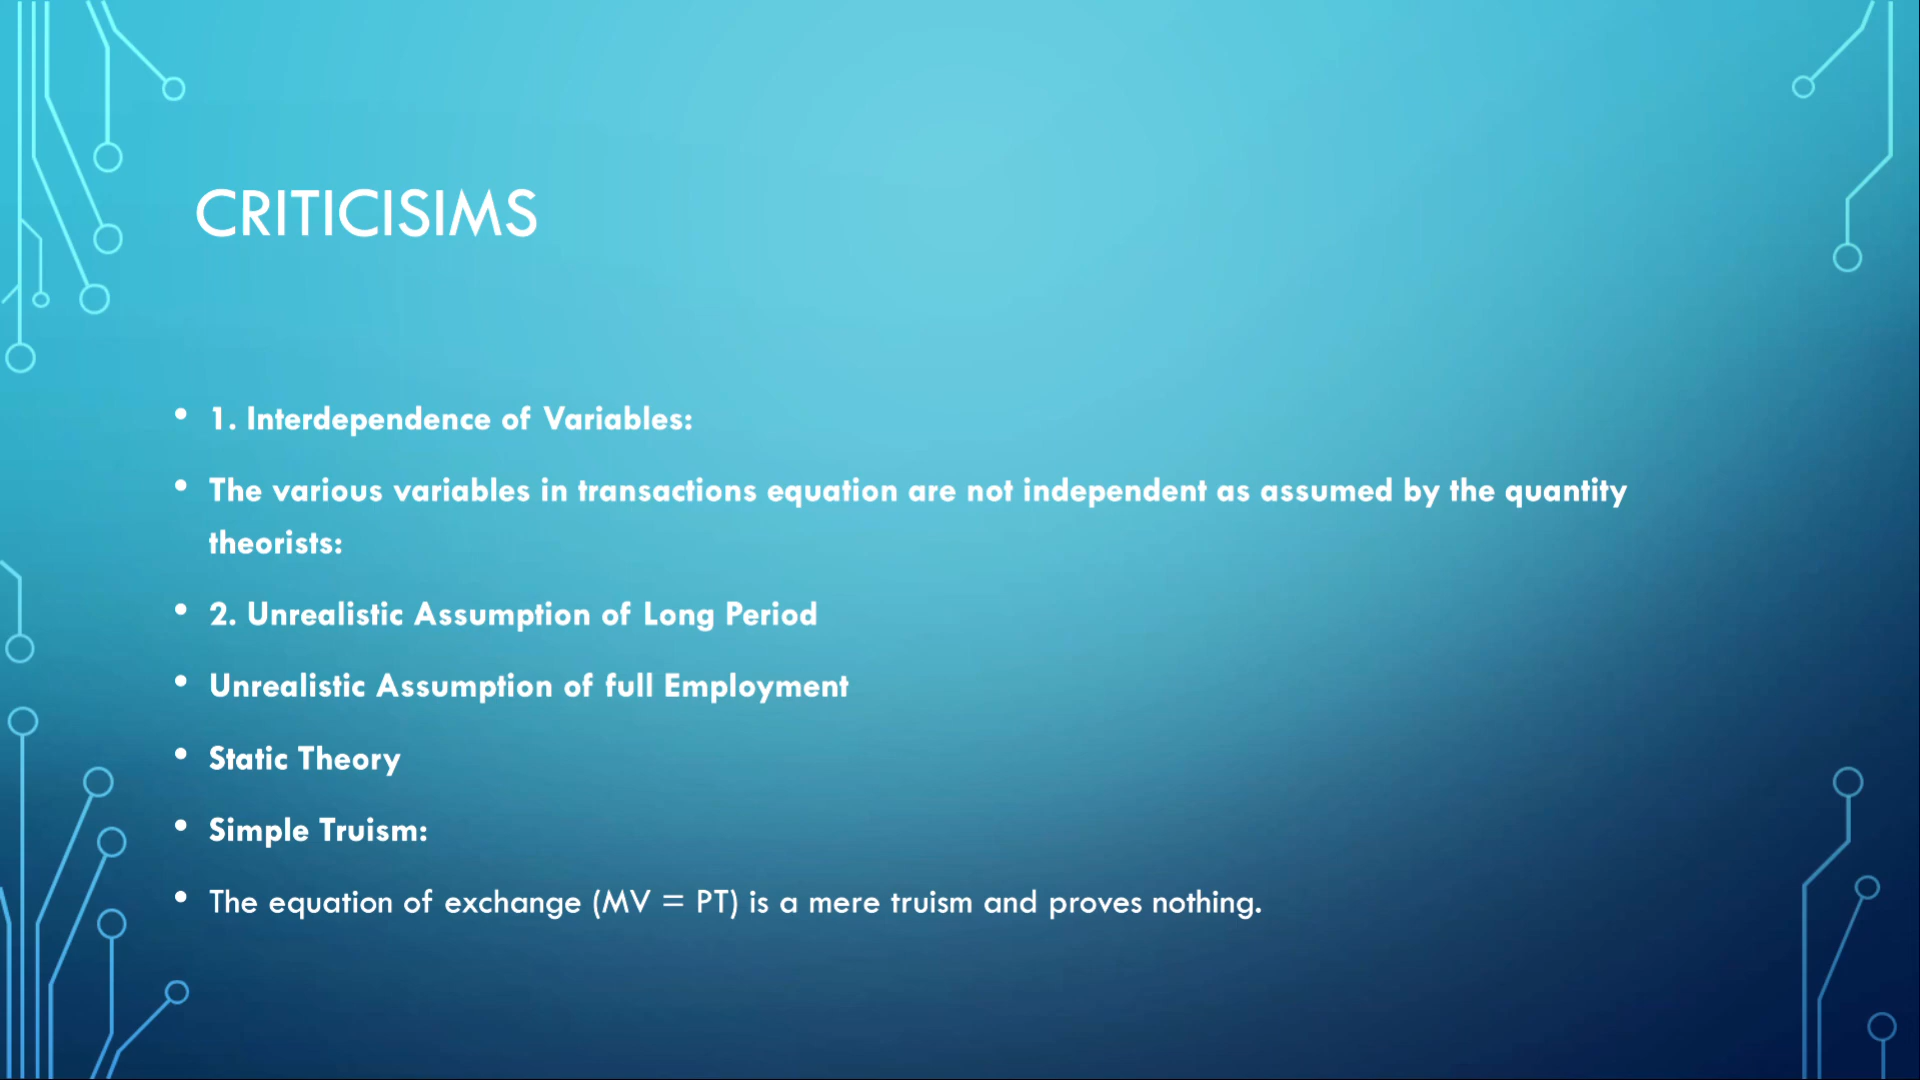 CRITICISIMS
• 1. Interdependence of Variables:
• The various variables in transactions equation are not independent as assumed by the quantity
theorists:
• 2. Unrealistic Assumption of Long Period
• Unrealistic Assumption of full Employment
• Static Theory
• Simple Truism:
• The equation of exchange (MV = PT) is a mere truism and proves nothing.